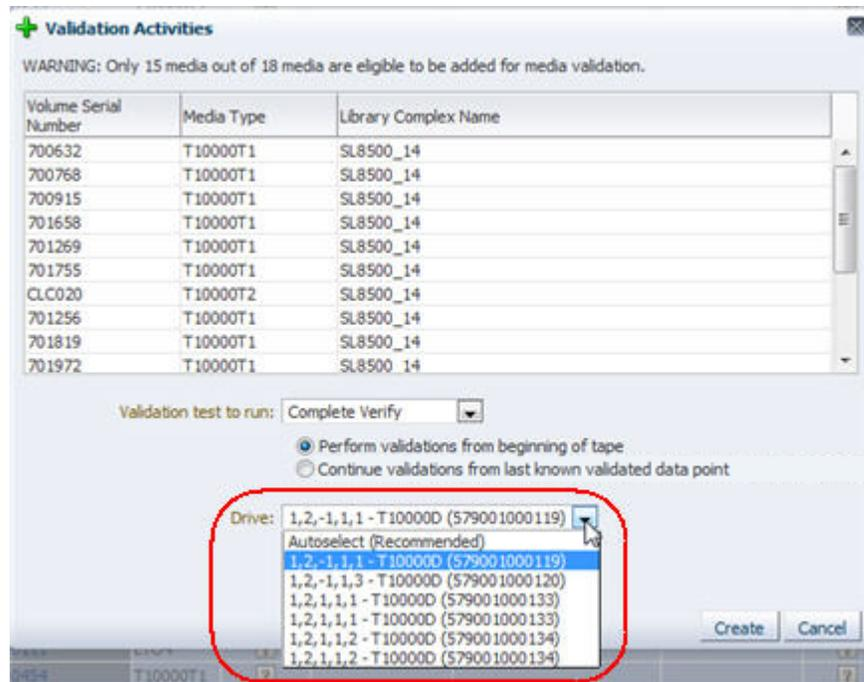 Validation Activities
WARNING: Only 15 media out of 18 media are eligible to be added for media validation.
Volume Serial Number Media Type Library Complex Name
700632 T10000T1 SL8500_14
700768 T10000T1 SL8500_14
700915 T10000T1 SL8500_14
701658 T10000T1 SL8500_14
701269 T10000T1 SL8500_14
701755 T10000T1 SL8500_14
CLC020 T10000T2 SL8500_14
701256 T10000T1 SL8500_14
701819 T10000T1 SL8500_14
701972 T10000T1 SL8500_14
Validation test to run: Complete Verify
Perform validations from beginning of tape
Continue validations from last known validated data point
Drive: 1,2,-1,1,1 - T10000D (579001000119)
Autoselect (Recommended)
1,2,-1,1,1 - T10000D (579001000119)
1,2,-1,1,3 - T10000D (579001000120)
1,2,1,1,1 - T10000D (579001000133)
1,2,1,1,1 - T10000D (579001000133)
1,2,1,1,2 - T10000D (579001000134)
1,2,1,1,2 - T10000D (579001000134)
Create Cancel
T10000T1